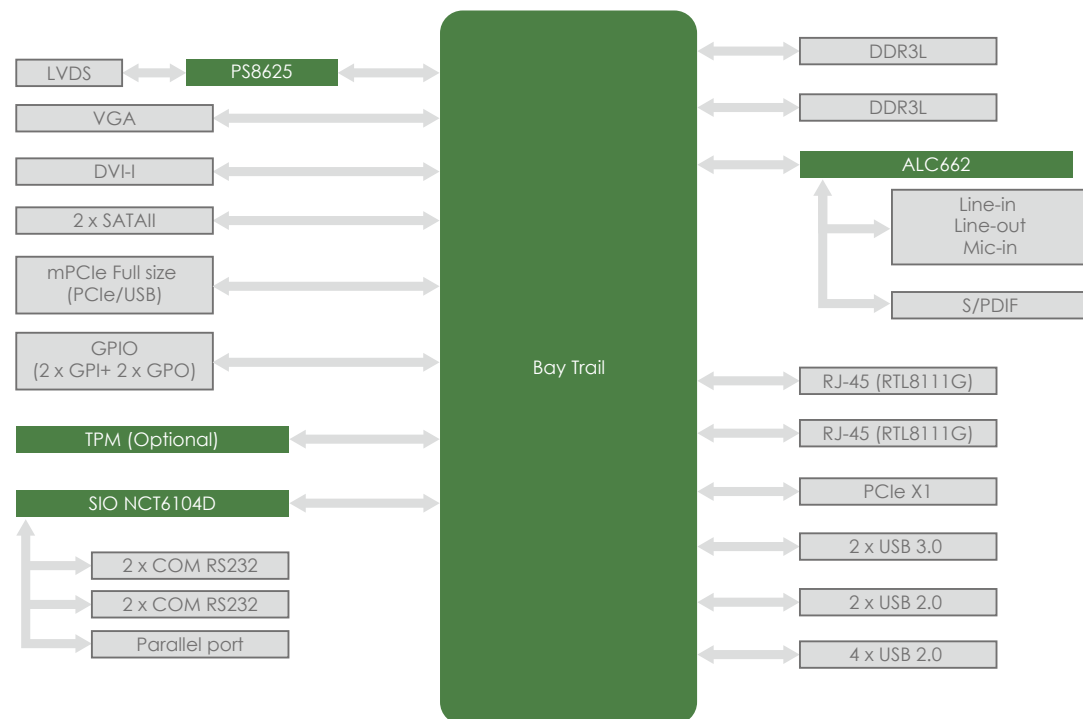 LVDS
PS8625
VGA
DVI-I
2 x SATAII
mPCIe Full size
(PCIe/USB)
GPIO
(2 x GPI+ 2 x GPO)
TPM (Optional)
SIO NCT6104D
2 x COM RS232
2 x COM RS232
Parallel port
Bay Trail
DDR3L
DDR3L
ALC662
Line-in
Line-out
Mic-in
S/PDIF
RJ-45 (RTL8111G)
RJ-45 (RTL8111G)
PCIe X1
2 x USB 3.0
2 x USB 2.0
4 x USB 2.0